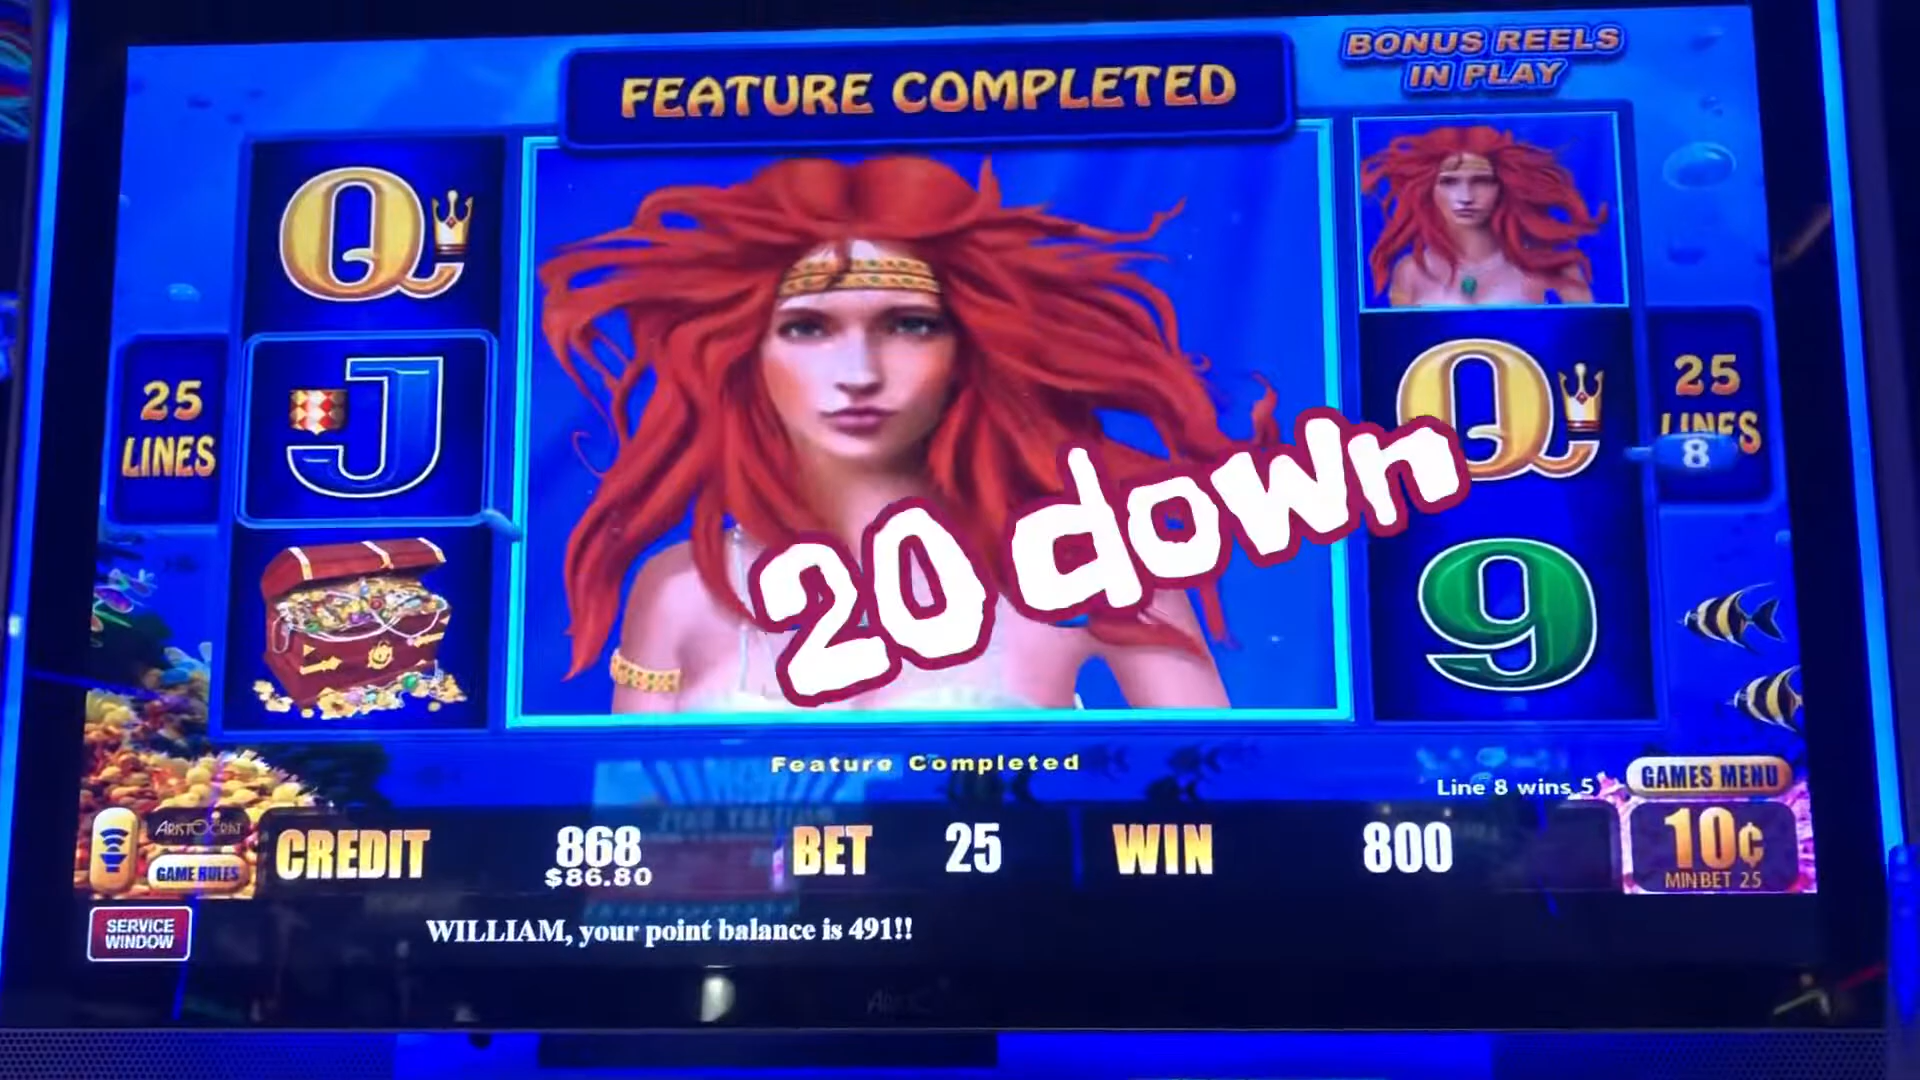 FEATURE COMPLETED
BONUS REELS
IN PLAY
Q
J
25
LINES
Q
9
25
LINES
8
20 down
Feature Completed
Line 8 wins 5
GAMES MENU
ARISTOCRAT
GAME RULES
CREDIT
868
$86.80
BET
25
WIN
800
10¢
MIN BET 25
SERVICE
WINDOW
WILLIAM, your point balance is 491!!